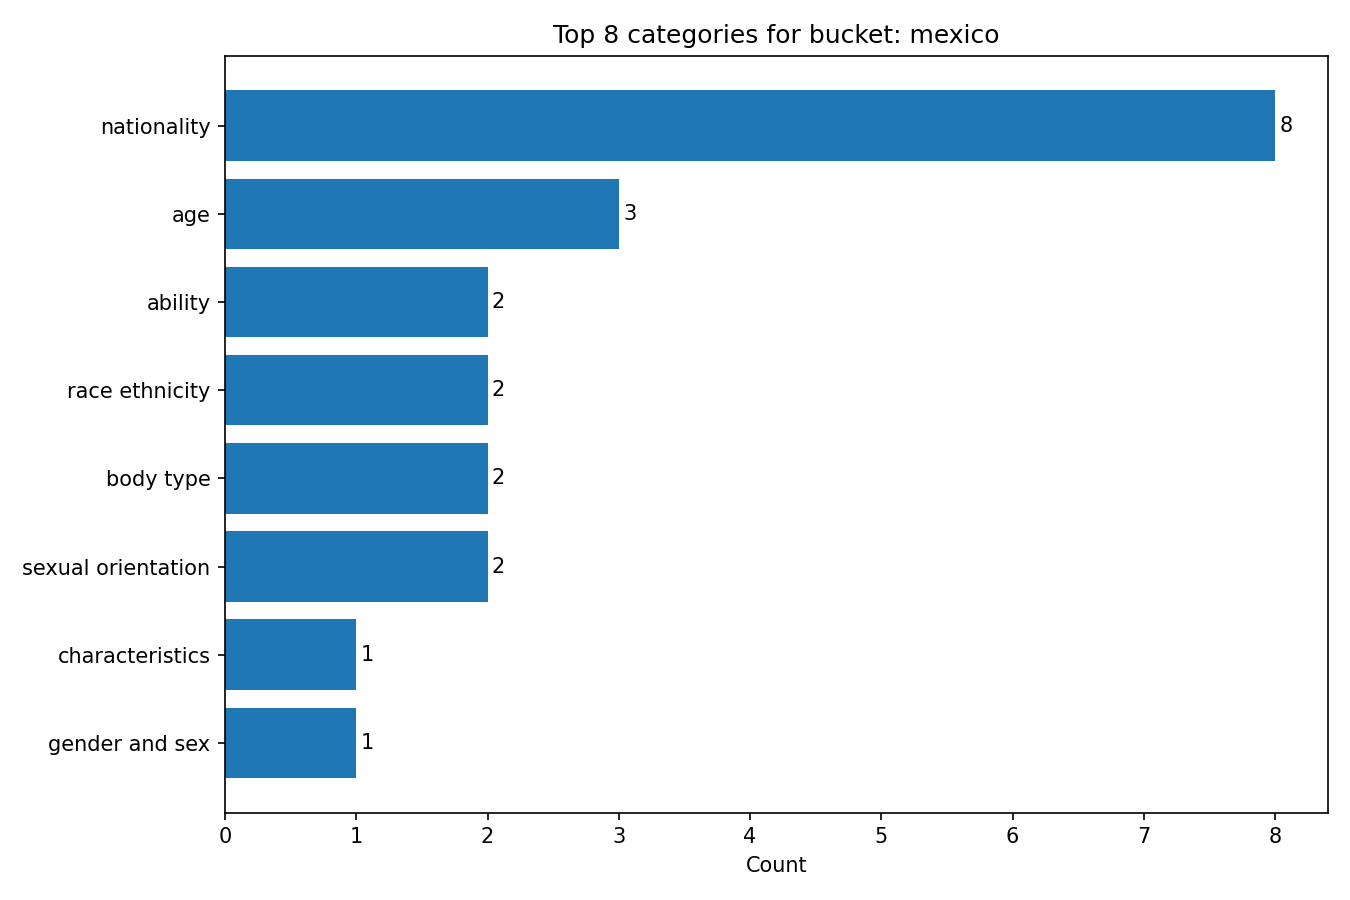 Top 8 categories for bucket: mexico
nationality 8
age 3
ability 2
race ethnicity 2
body type 2
sexual orientation 2
characteristics 1
gender and sex 1
0 1 2 3 4 5 6 7 8
Count